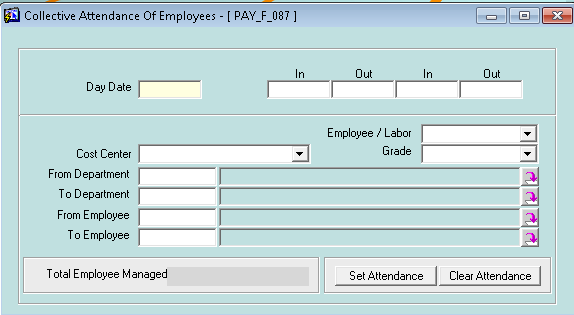 Collective Attendance Of Employees - [ PAY_F_087 ]
In Out In Out
Day Date
Employee / Labor
Cost Center Grade
From Department
To Department
From Employee
To Employee
Total Employee Managed Set Attendance Clear Attendance